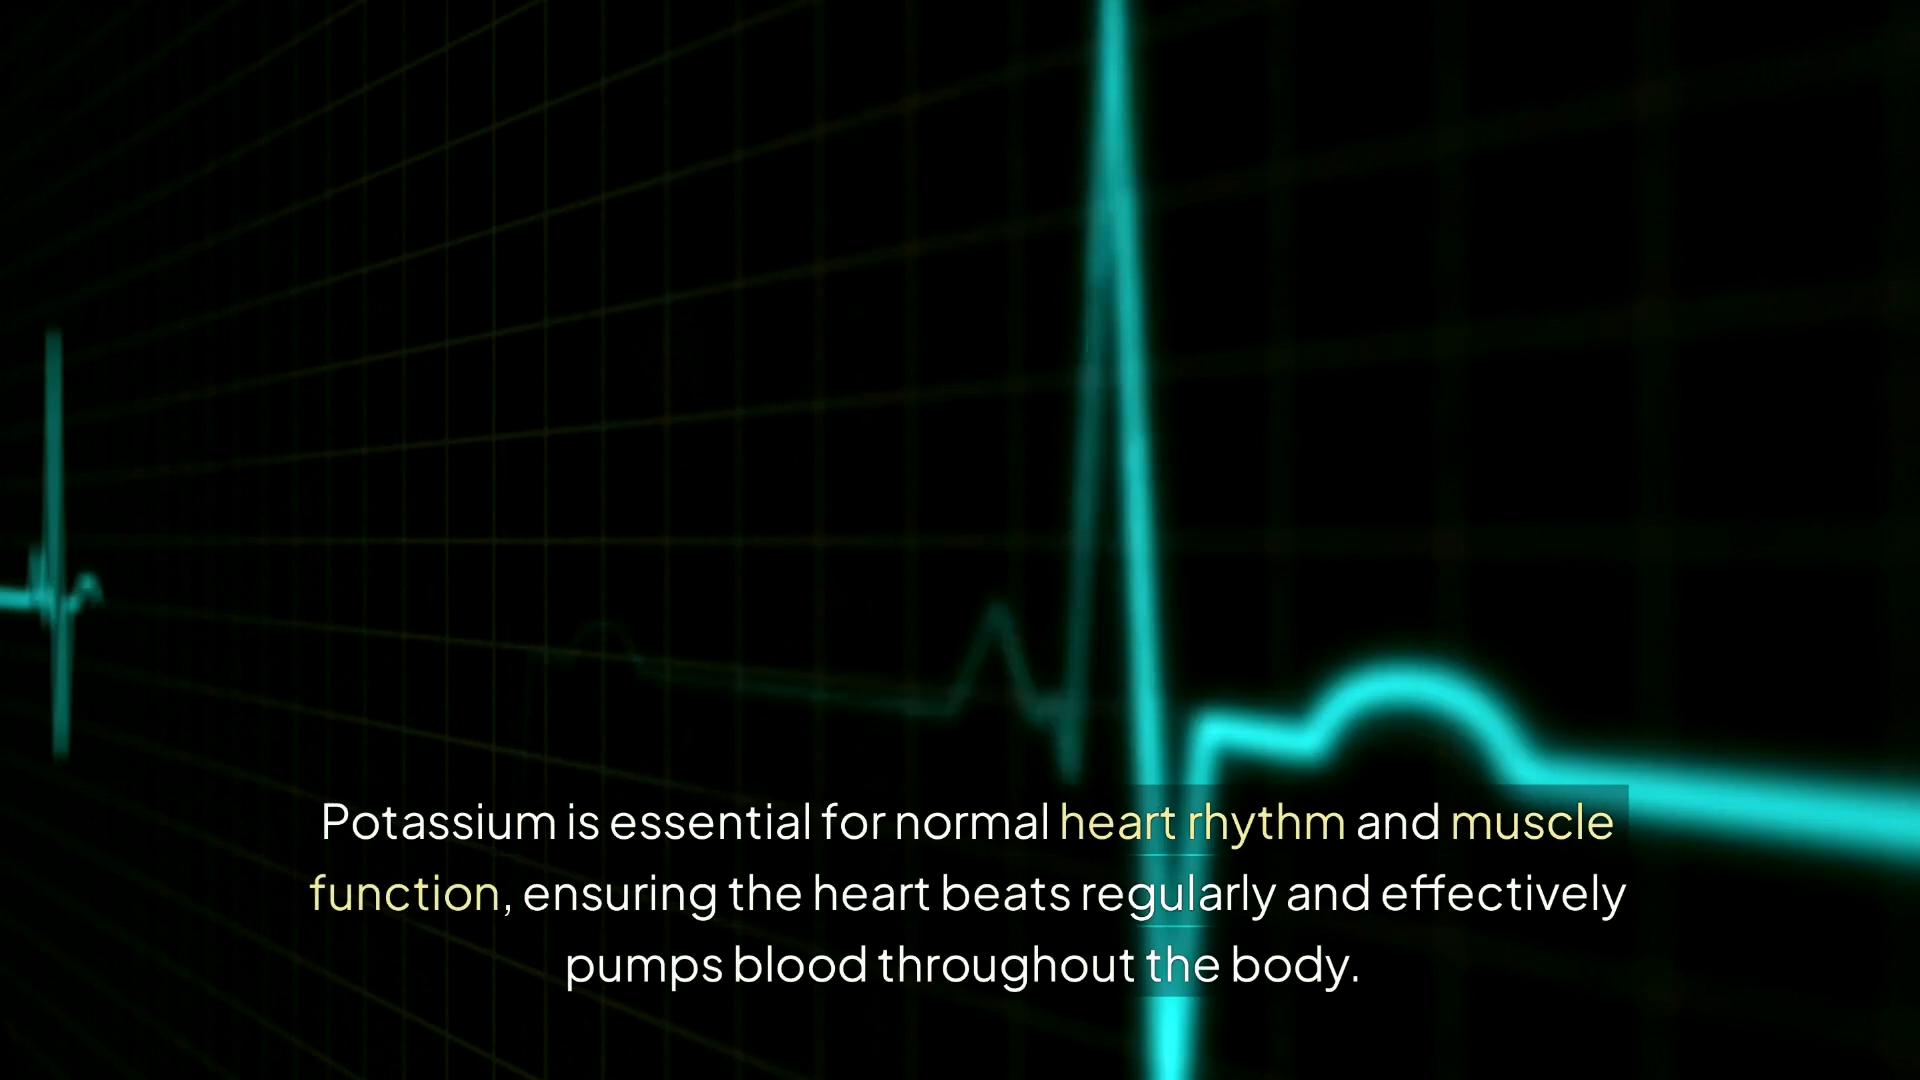 Potassium is essential for normal heart rhythm and muscle
function, ensuring the heart beats regularly and effectively
pumps blood throughout the body.